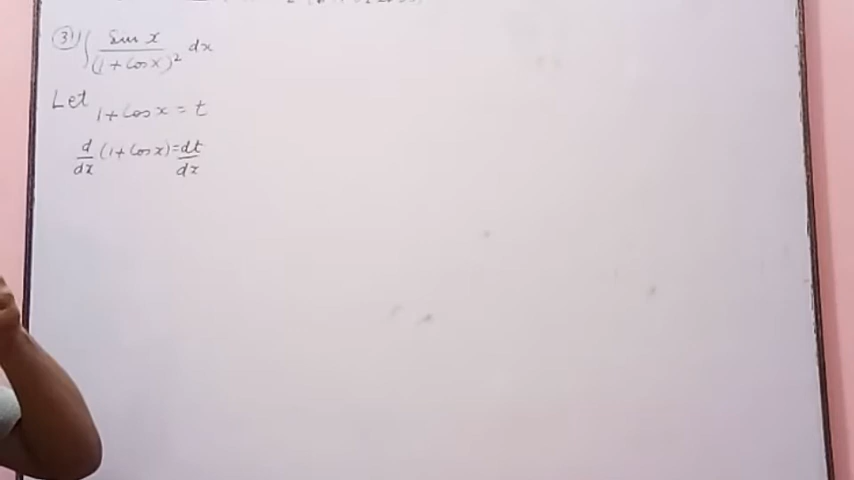 ③ ∫ Sin x / (1 + Cos x)² dx
Let 1 + Cos x = t
d/dx (1 + Cos x) = dt/dx